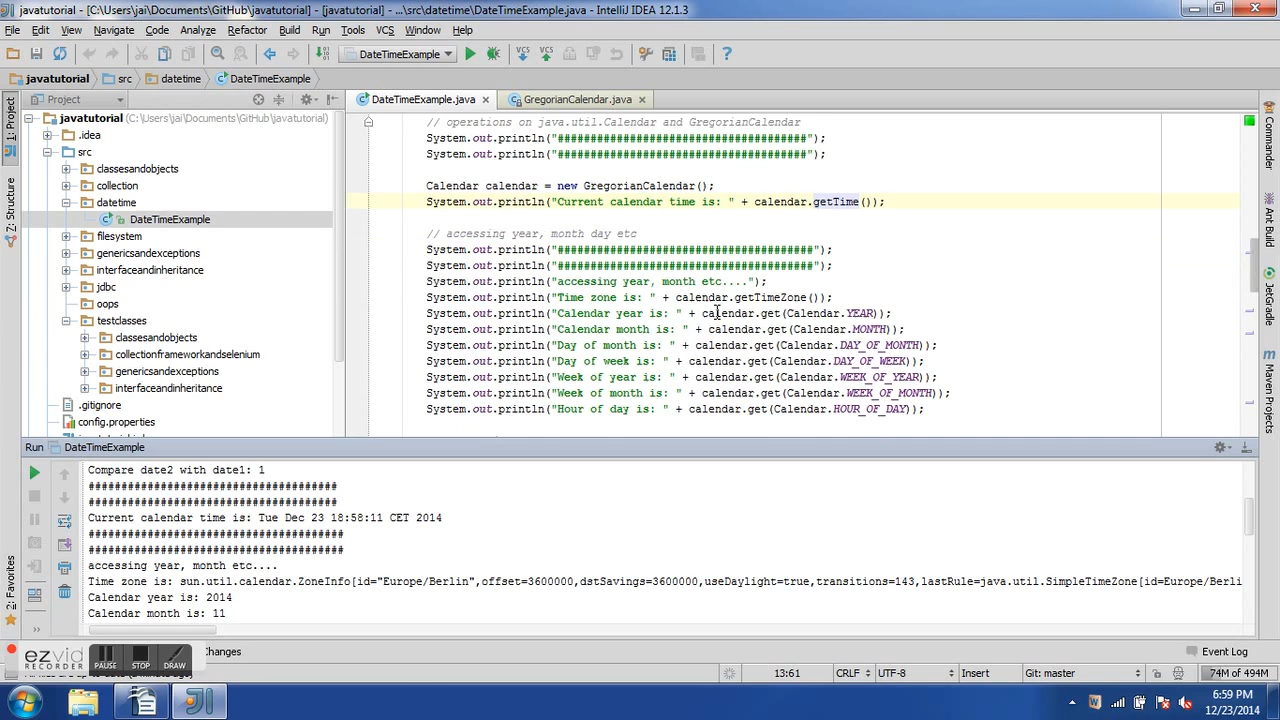 javatutorial - [C:\Users\jai\Documents\GitHub\javatutorial] - [javatutorial] - ...\src\datetime\DateTimeExample.java - IntelliJ IDEA 12.1.3
File Edit View Navigate Code Analyze Refactor Build Run Tools VCS Window Help
DateTimeExample
javatutorial src datetime DateTimeExample
1: Project
Z: Structure
2: Favorites
Project
javatutorial (C:\Users\jai\Documents\GitHub\javatutorial)
.idea
src
classesandobjects
collection
datetime
DateTimeExample
filesystem
genericsandexceptions
interfaceandinheritance
jdbc
oops
testclasses
classesandobjects
collectionframeworkandselenium
genericsandexceptions
interfaceandinheritance
.gitignore
config.properties
DateTimeExample.java GregorianCalendar.java
// operations on java.util.Calendar and GregorianCalendar
System.out.println("######################################");
System.out.println("######################################");
Calendar calendar = new GregorianCalendar();
System.out.println("Current calendar time is: " + calendar.getTime());
// accessing year, month day etc
System.out.println("#######################################");
System.out.println("#######################################");
System.out.println("accessing year, month etc....");
System.out.println("Time zone is: " + calendar.getTimeZone());
System.out.println("Calendar year is: " + calendar.get(Calendar.YEAR));
System.out.println("Calendar month is: " + calendar.get(Calendar.MONTH));
System.out.println("Day of month is: " + calendar.get(Calendar.DAY_OF_MONTH));
System.out.println("Day of week is: " + calendar.get(Calendar.DAY_OF_WEEK));
System.out.println("Week of year is: " + calendar.get(Calendar.WEEK_OF_YEAR));
System.out.println("Week of month is: " + calendar.get(Calendar.WEEK_OF_MONTH));
System.out.println("Hour of day is: " + calendar.get(Calendar.HOUR_OF_DAY));
Commander
Ant Build
JetGradle
Maven Projects
Run DateTimeExample
Compare date2 with date1: 1
######################################
######################################
Current calendar time is: Tue Dec 23 18:58:11 CET 2014
#######################################
#######################################
accessing year, month etc....
Time zone is: sun.util.calendar.ZoneInfo[id="Europe/Berlin",offset=3600000,dstSavings=3600000,useDaylight=true,transitions=143,lastRule=java.util.SimpleTimeZone[id=Europe/Berli
Calendar year is: 2014
Calendar month is: 11
ezvid
RECORDER
PAUSE STOP DRAW
Changes
Event Log
13:61 CRLF UTF-8 Insert Git: master 74M of 494M
6:59 PM
12/23/2014